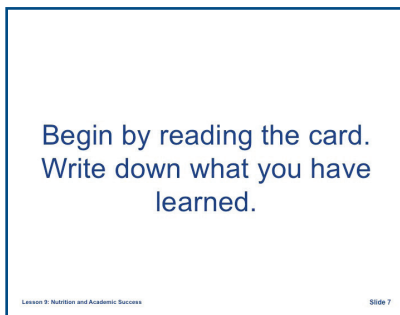 Begin by reading the card.
Write down what you have
learned.
Lesson 9: Nutrition and Academic Success
Slide 7